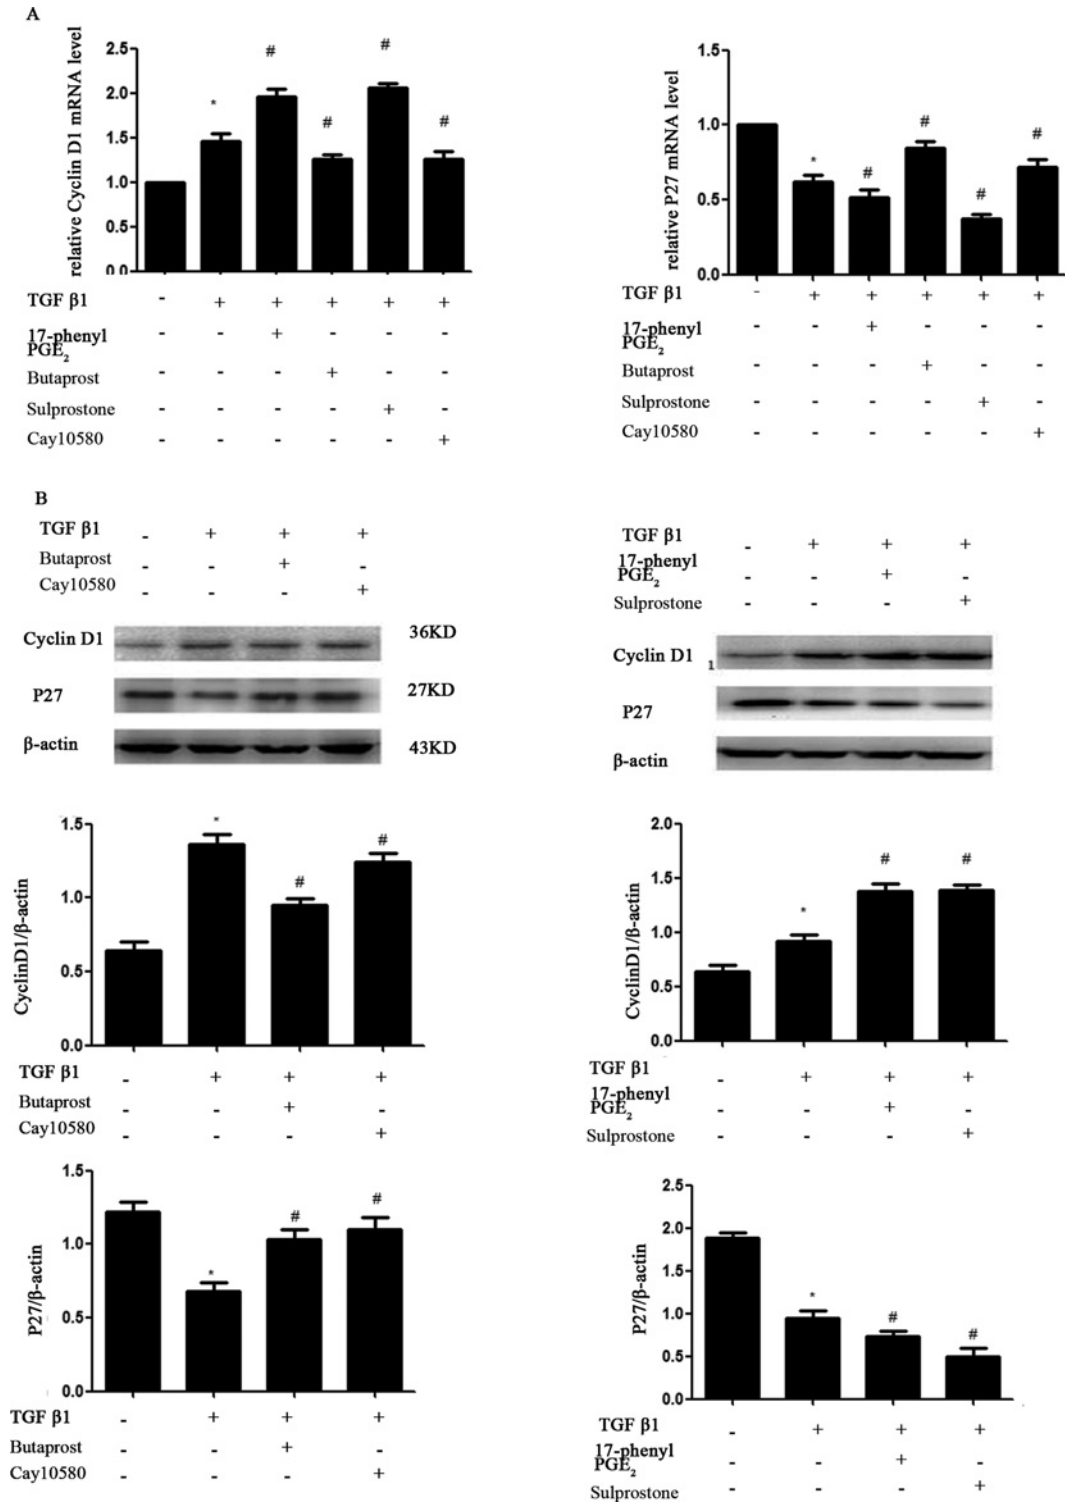 A
relative Cyclin D1 mRNA level
2.5
2.0
1.5
1.0
0.5
0.0
*
#
#
#
#
TGF β1 - + + + + +
17-phenyl PGE2 - - + - - -
Butaprost - - - + - -
Sulprostone - - - - + -
Cay10580 - - - - - +
relative P27 mRNA level
1.5
1.0
0.5
0.0
*
#
#
#
#
TGF β1 - + + + + +
17-phenyl PGE2 - - + - - -
Butaprost - - - + - -
Sulprostone - - - - + -
Cay10580 - - - - - +
B
TGF β1 - + + +
Butaprost - - + -
Cay10580 - - - +
Cyclin D1 36KD
P27 27KD
β-actin 43KD
TGF β1 - + + +
17-phenyl PGE2 - - + -
Sulprostone - - - +
Cyclin D1
1
P27
β-actin
CyclinD1/β-actin
1.5
1.0
0.5
0.0
*
#
#
TGF β1 - + + +
Butaprost - - + -
Cay10580 - - - +
CyclinD1/β-actin
2.0
1.5
1.0
0.5
0.0
*
#
#
TGF β1 - + + +
17-phenyl PGE2 - - + -
Sulprostone - - - +
P27/β-actin
1.5
1.0
0.5
0.0
*
#
#
TGF β1 - + + +
Butaprost - - + -
Cay10580 - - - +
P27/β-actin
2.5
2.0
1.5
1.0
0.5
0.0
*
#
#
TGF β1 - + + +
17-phenyl PGE2 - - + -
Sulprostone - - - +